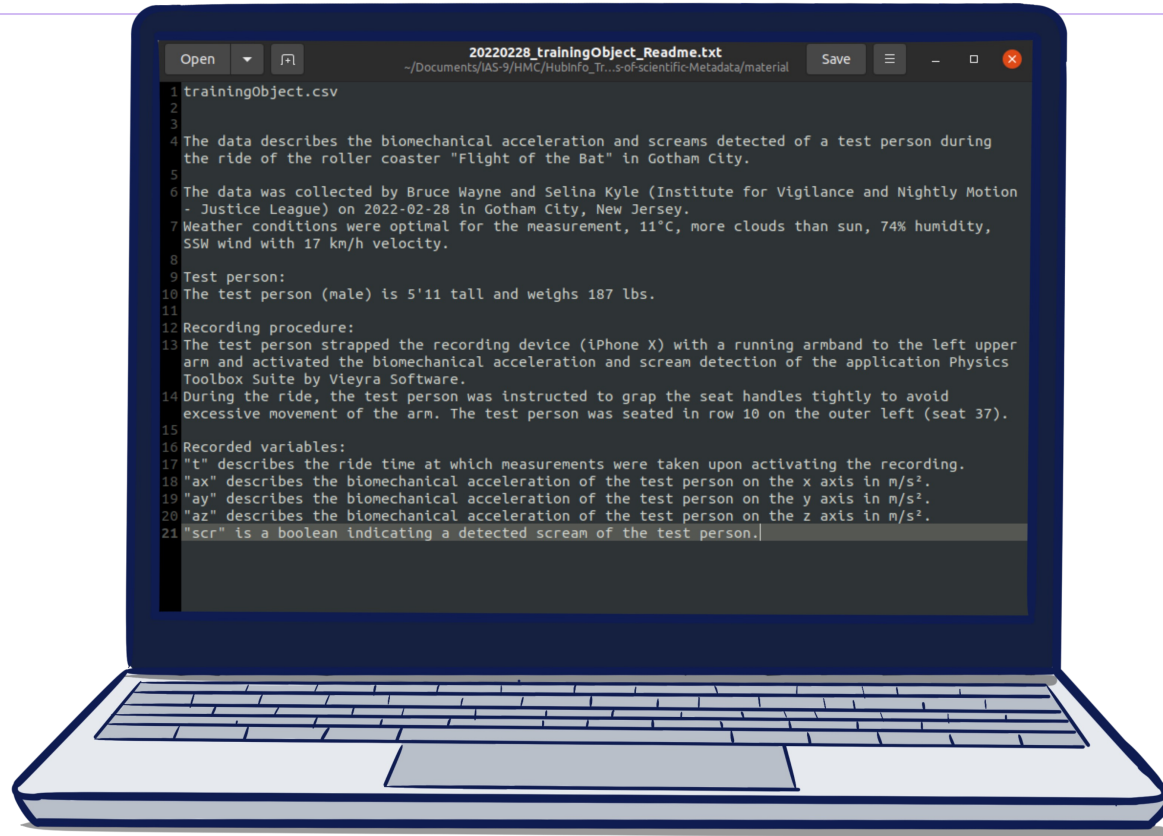 Open
20220228_trainingObject_Readme.txt
~/Documents/IAS-9/HMC/HubInfo_Tr...s-of-scientific-Metadata/material
Save
1 trainingObject.csv
2
3
4 The data describes the biomechanical acceleration and screams detected of a test person during
the ride of the roller coaster "Flight of the Bat" in Gotham City.
5
6 The data was collected by Bruce Wayne and Selina Kyle (Institute for Vigilance and Nightly Motion
- Justice League) on 2022-02-28 in Gotham City, New Jersey.
7 Weather conditions were optimal for the measurement, 11°C, more clouds than sun, 74% humidity,
SSW wind with 17 km/h velocity.
8
9 Test person:
10 The test person (male) is 5'11 tall and weighs 187 lbs.
11
12 Recording procedure:
13 The test person strapped the recording device (iPhone X) with a running armband to the left upper
arm and activated the biomechanical acceleration and scream detection of the application Physics
Toolbox Suite by Vieyra Software.
14 During the ride, the test person was instructed to grap the seat handles tightly to avoid
excessive movement of the arm. The test person was seated in row 10 on the outer left (seat 37).
15
16 Recorded variables:
17 "t" describes the ride time at which measurements were taken upon activating the recording.
18 "ax" describes the biomechanical acceleration of the test person on the x axis in m/s².
19 "ay" describes the biomechanical acceleration of the test person on the y axis in m/s².
20 "az" describes the biomechanical acceleration of the test person on the z axis in m/s².
21 "scr" is a boolean indicating a detected scream of the test person.